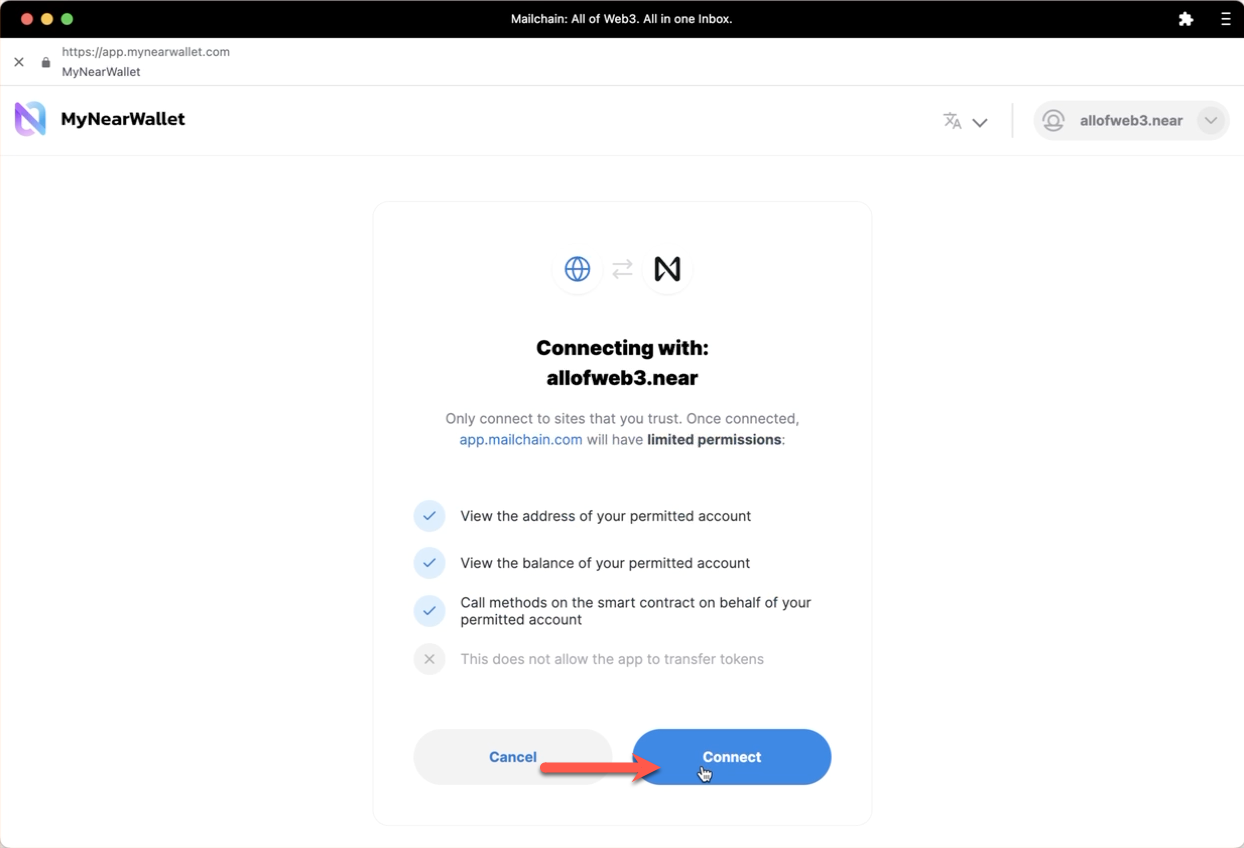 Mailchain: All of Web3. All in one Inbox.
https://app.mynearwallet.com
MyNearWallet
MyNearWallet
allofweb3.near
Connecting with:
allofweb3.near
Only connect to sites that you trust. Once connected,
app.mailchain.com will have limited permissions:
View the address of your permitted account
View the balance of your permitted account
Call methods on the smart contract on behalf of your
permitted account
This does not allow the app to transfer tokens
Cancel
Connect